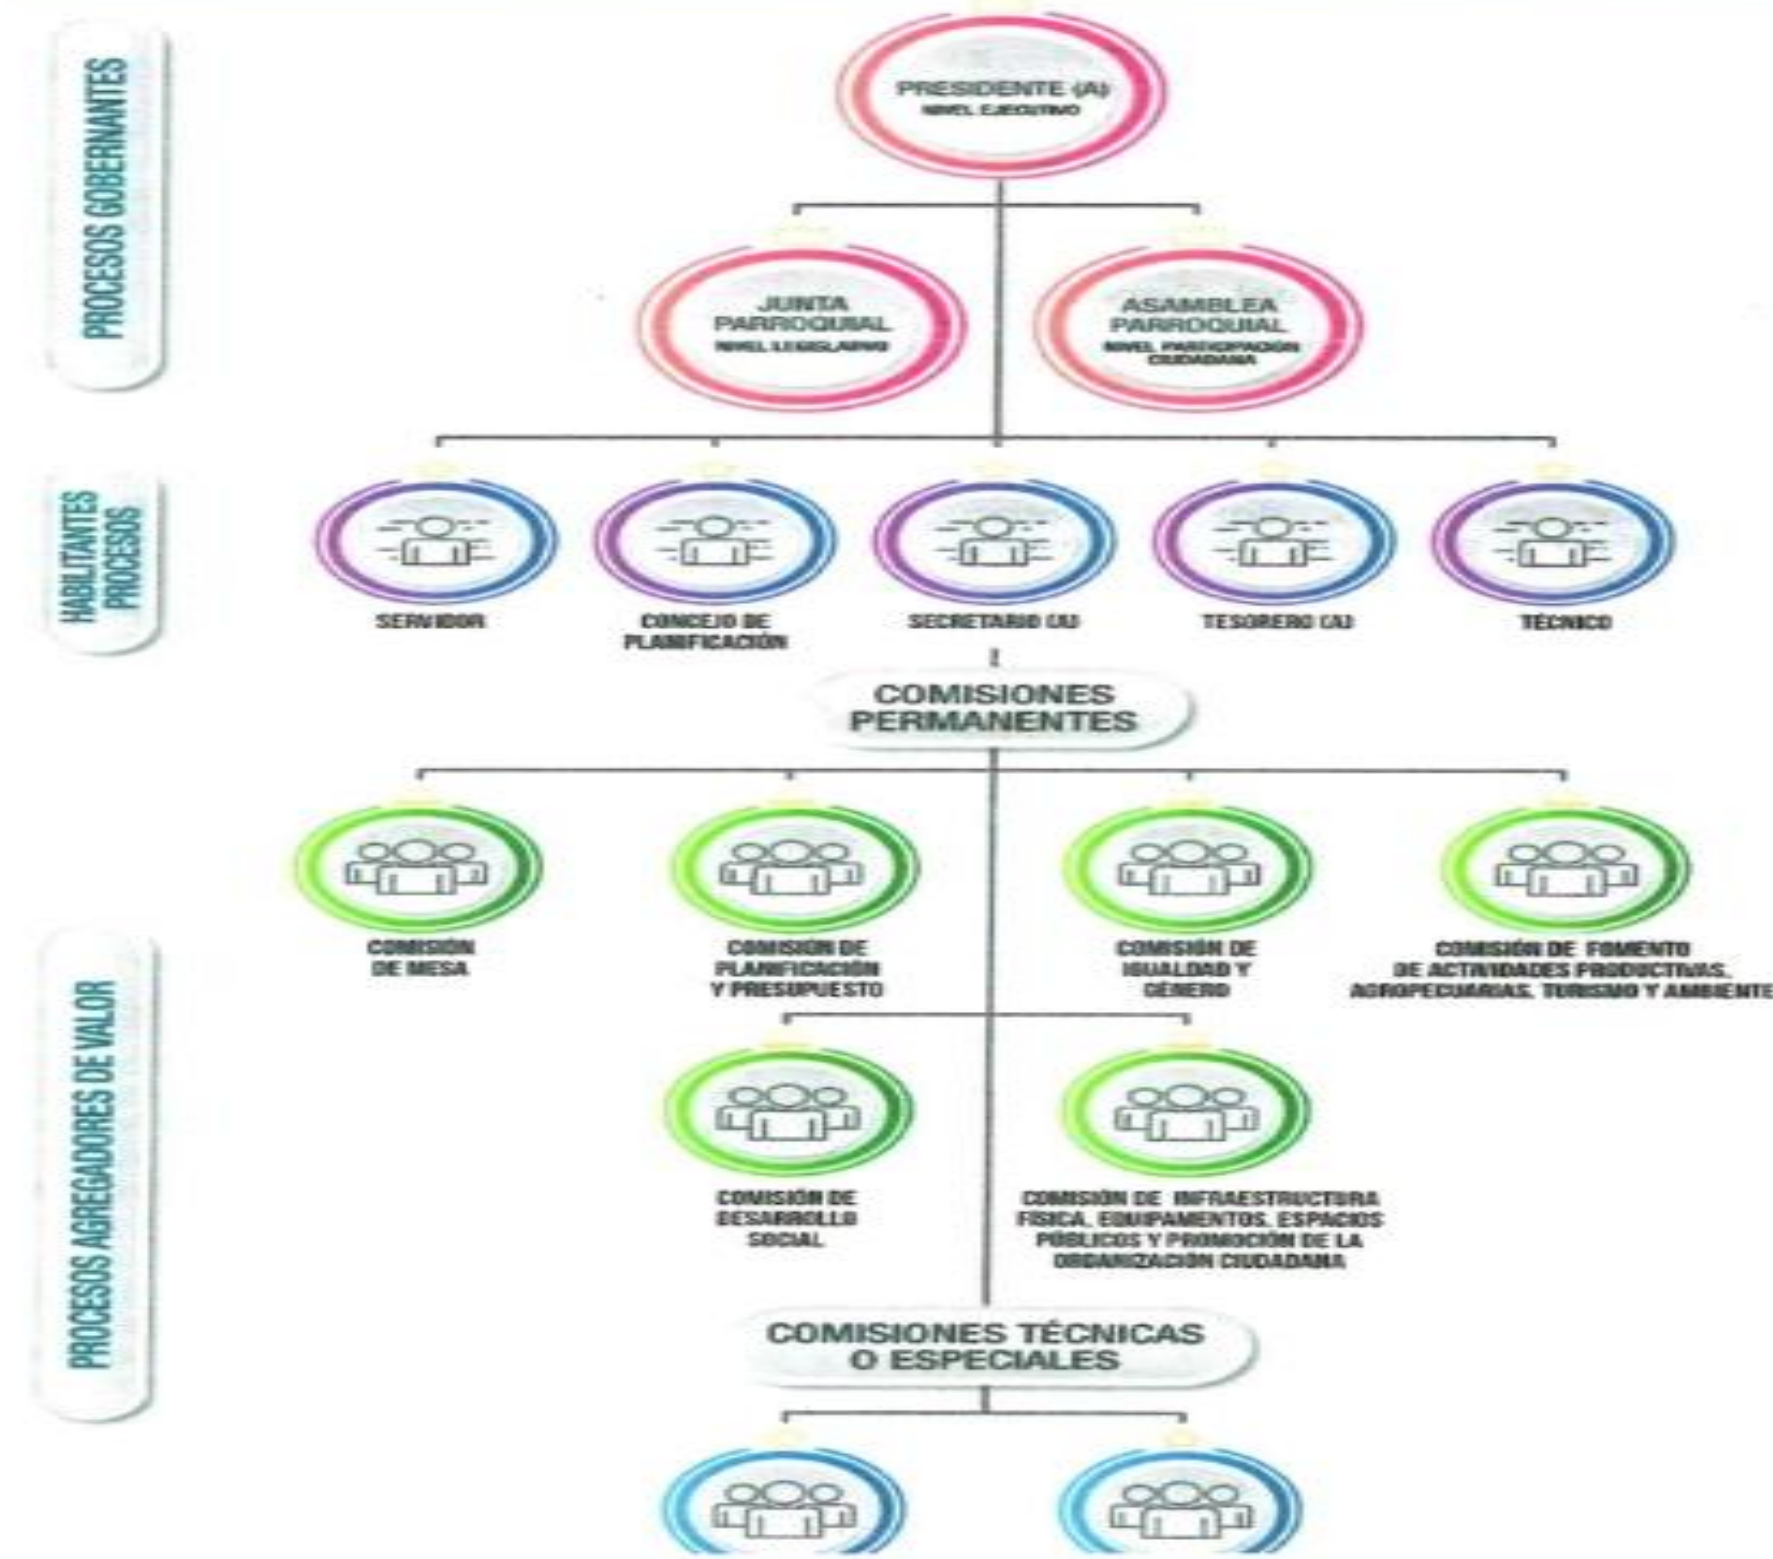 PROCESOS GOBERNANTES
PRESIDENTE (A)
NIVEL EJECUTIVO
JUNTA
PARROQUIAL
NIVEL LEGISLATIVO
ASAMBLEA
PARROQUIAL
NIVEL PARTICIPACIÓN
CIUDADANA
HABILITANTES
PROCESOS
SERVIDOR
CONCEJO DE
PLANIFICACIÓN
SECRETARIO (A)
TESORERO (A)
TÉCNICO
COMISIONES
PERMANENTES
PROCESOS AGREGADORES DE VALOR
COMISIÓN
DE MESA
COMISIÓN DE
PLANIFICACIÓN
Y PRESUPUESTO
COMISIÓN DE
IGUALDAD Y
GÉNERO
COMISIÓN DE FOMENTO
DE ACTIVIDADES PRODUCTIVAS,
AGROPECUARIAS, TURISMO Y AMBIENTE
COMISIÓN DE
DESARROLLO
SOCIAL
COMISIÓN DE INFRAESTRUCTURA
FÍSICA, EQUIPAMENTOS, ESPACIOS
PÚBLICOS Y PROMOCIÓN DE LA
ORGANIZACIÓN CIUDADANA
COMISIONES TÉCNICAS
O ESPECIALES